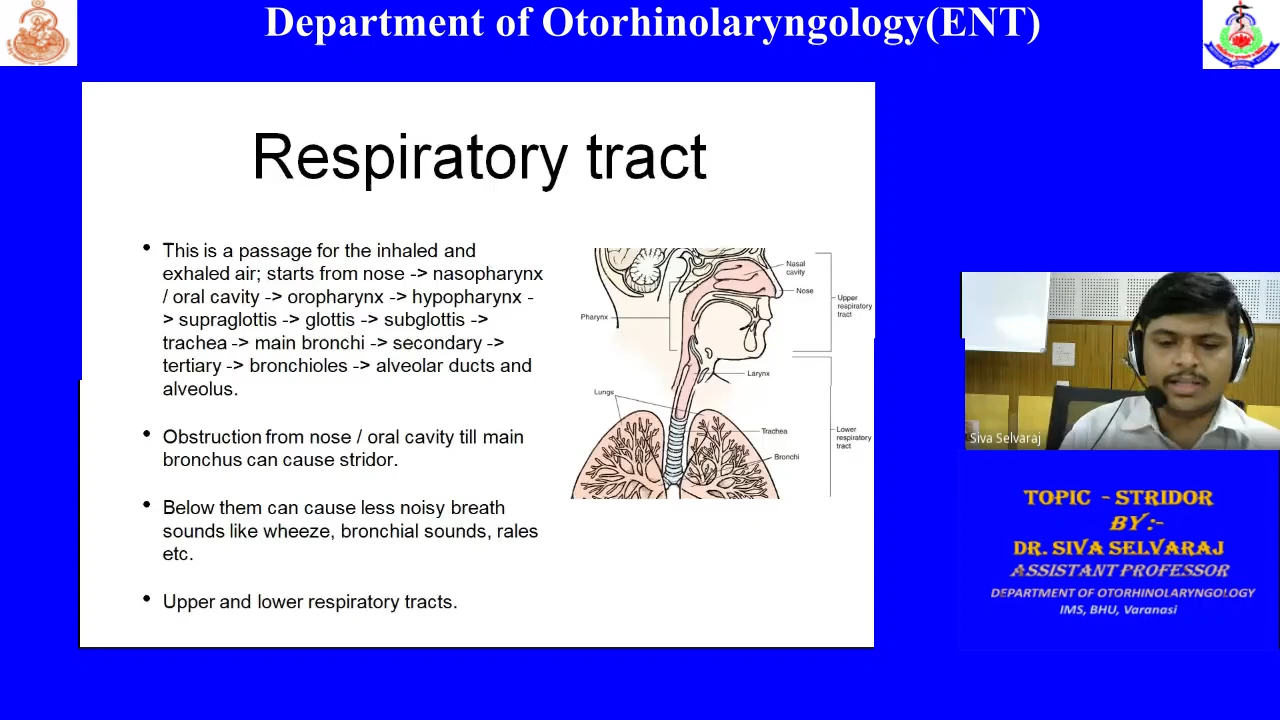 Department of Otorhinolaryngology(ENT)
Respiratory tract
• This is a passage for the inhaled and
exhaled air; starts from nose -> nasopharynx
/ oral cavity -> oropharynx -> hypopharynx -
> supraglottis -> glottis -> subglottis ->
trachea -> main bronchi -> secondary ->
tertiary -> bronchioles -> alveolar ducts and
alveolus.
• Obstruction from nose / oral cavity till main
bronchus can cause stridor.
• Below them can cause less noisy breath
sounds like wheeze, bronchial sounds, rales
etc.
• Upper and lower respiratory tracts.
Nasal
cavity
Nose
Upper
respiratory
tract
Pharynx
Larynx
Lungs
Trachea
Lower
respiratory
tract
Bronchi
Siva Selvaraj
TOPIC - STRIDOR
BY:-
DR. SIVA SELVARAJ
ASSISTANT PROFESSOR
DEPARTMENT OF OTORHINOLARYNGOLOGY
IMS, BHU, Varanasi